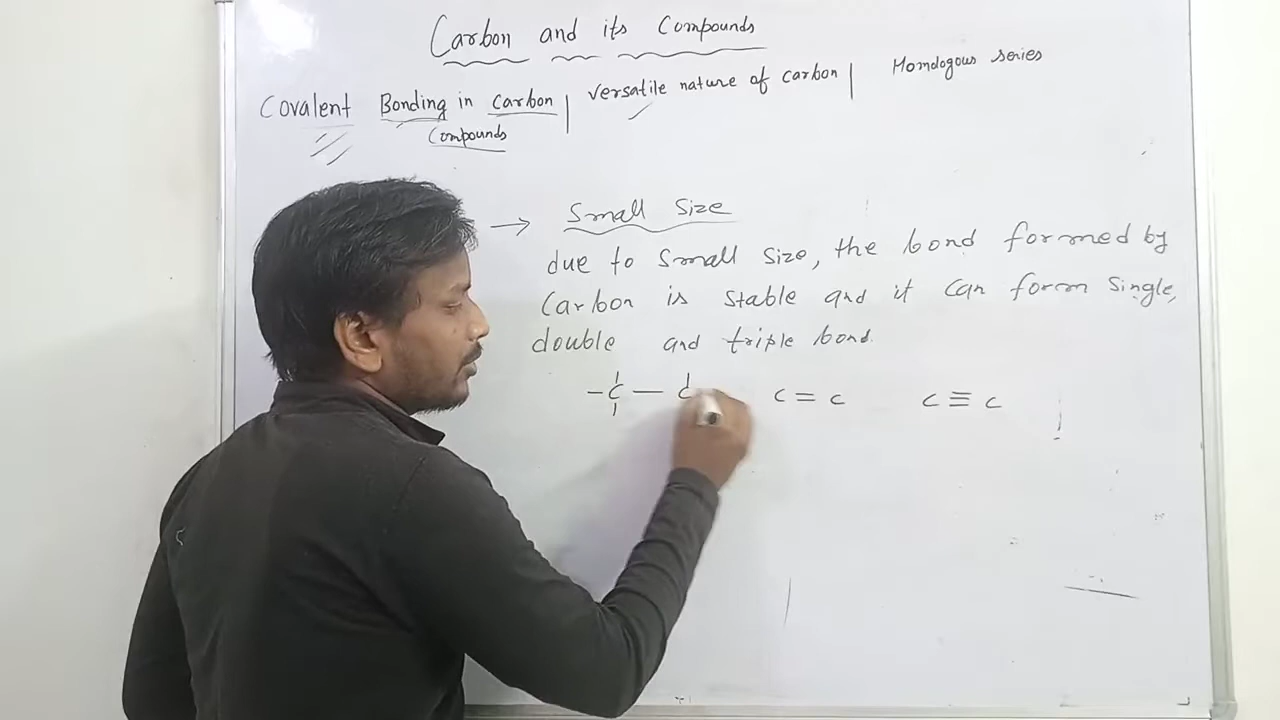 Carbon and its Compounds
Covalent Bonding in Carbon | Versatile nature of Carbon | Homologous series
Compounds
→ Small Size
due to small size, the bond formed by
Carbon is stable and it can form single,
double and triple bond.
-C-C C=C C≡C